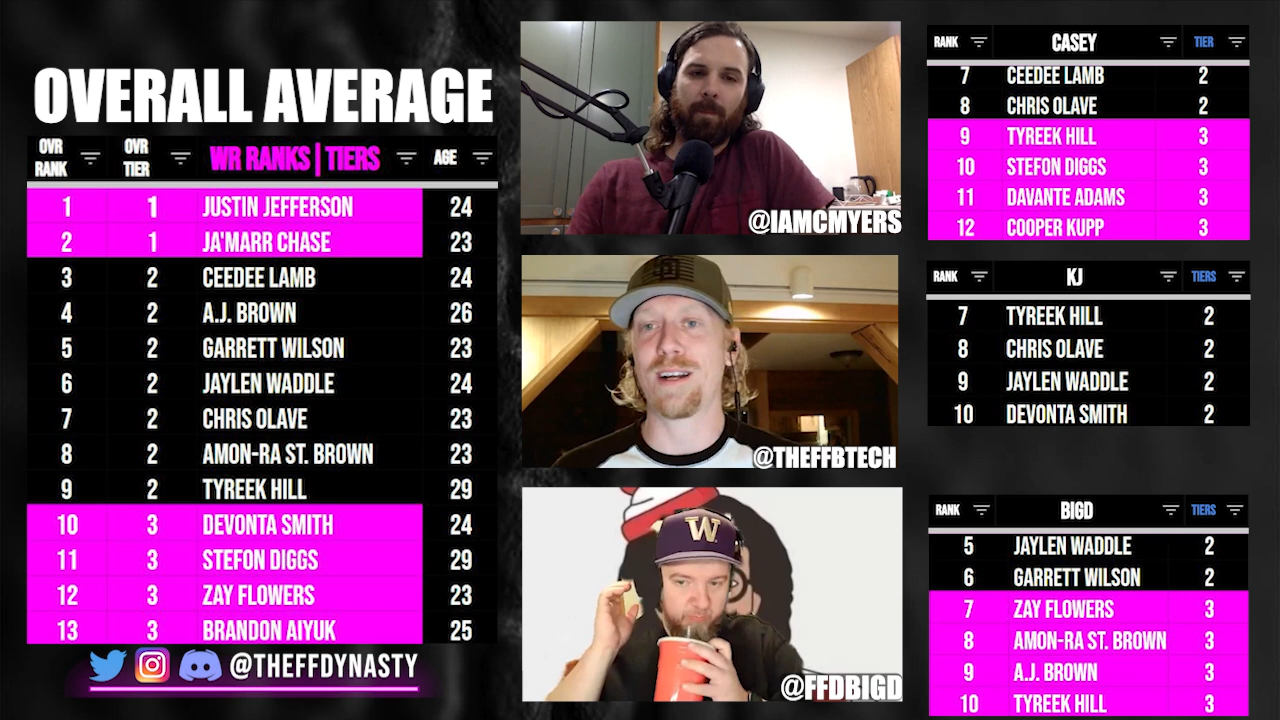 OVERALL AVERAGE
OVR RANK OVR TIER WR RANKS | TIERS AGE
1 1 JUSTIN JEFFERSON 24
2 1 JA'MARR CHASE 23
3 2 CEEDEE LAMB 24
4 2 A.J. BROWN 26
5 2 GARRETT WILSON 23
6 2 JAYLEN WADDLE 24
7 2 CHRIS OLAVE 23
8 2 AMON-RA ST. BROWN 23
9 2 TYREEK HILL 29
10 3 DEVONTA SMITH 24
11 3 STEFON DIGGS 29
12 3 ZAY FLOWERS 23
13 3 BRANDON AIYUK 25
@THEFFDYNASTY
@IAMCMYERS
@THEFFBTECH
W
@FFDBIGD
RANK CASEY TIER
7 CEEDEE LAMB 2
8 CHRIS OLAVE 2
9 TYREEK HILL 3
10 STEFON DIGGS 3
11 DAVANTE ADAMS 3
12 COOPER KUPP 3
RANK KJ TIERS
7 TYREEK HILL 2
8 CHRIS OLAVE 2
9 JAYLEN WADDLE 2
10 DEVONTA SMITH 2
RANK BIGD TIERS
5 JAYLEN WADDLE 2
6 GARRETT WILSON 2
7 ZAY FLOWERS 3
8 AMON-RA ST. BROWN 3
9 A.J. BROWN 3
10 TYREEK HILL 3